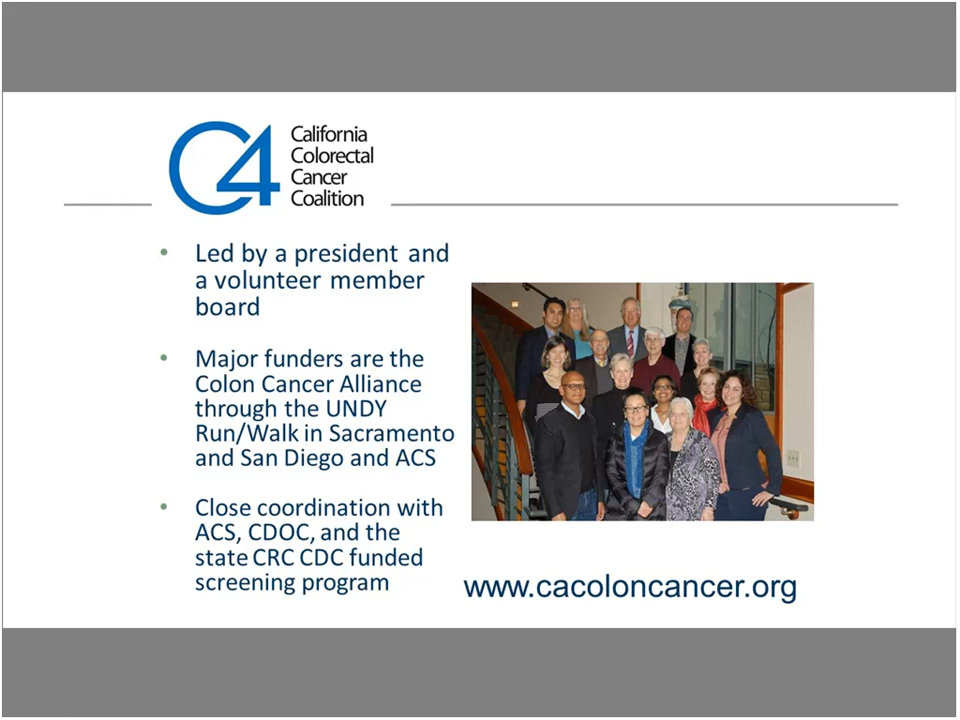 C4
California
Colorectal
Cancer
Coalition
• Led by a president and
a volunteer member
board
• Major funders are the
Colon Cancer Alliance
through the UNDY
Run/Walk in Sacramento
and San Diego and ACS
• Close coordination with
ACS, CDOC, and the
state CRC CDC funded
screening program
www.cacoloncancer.org